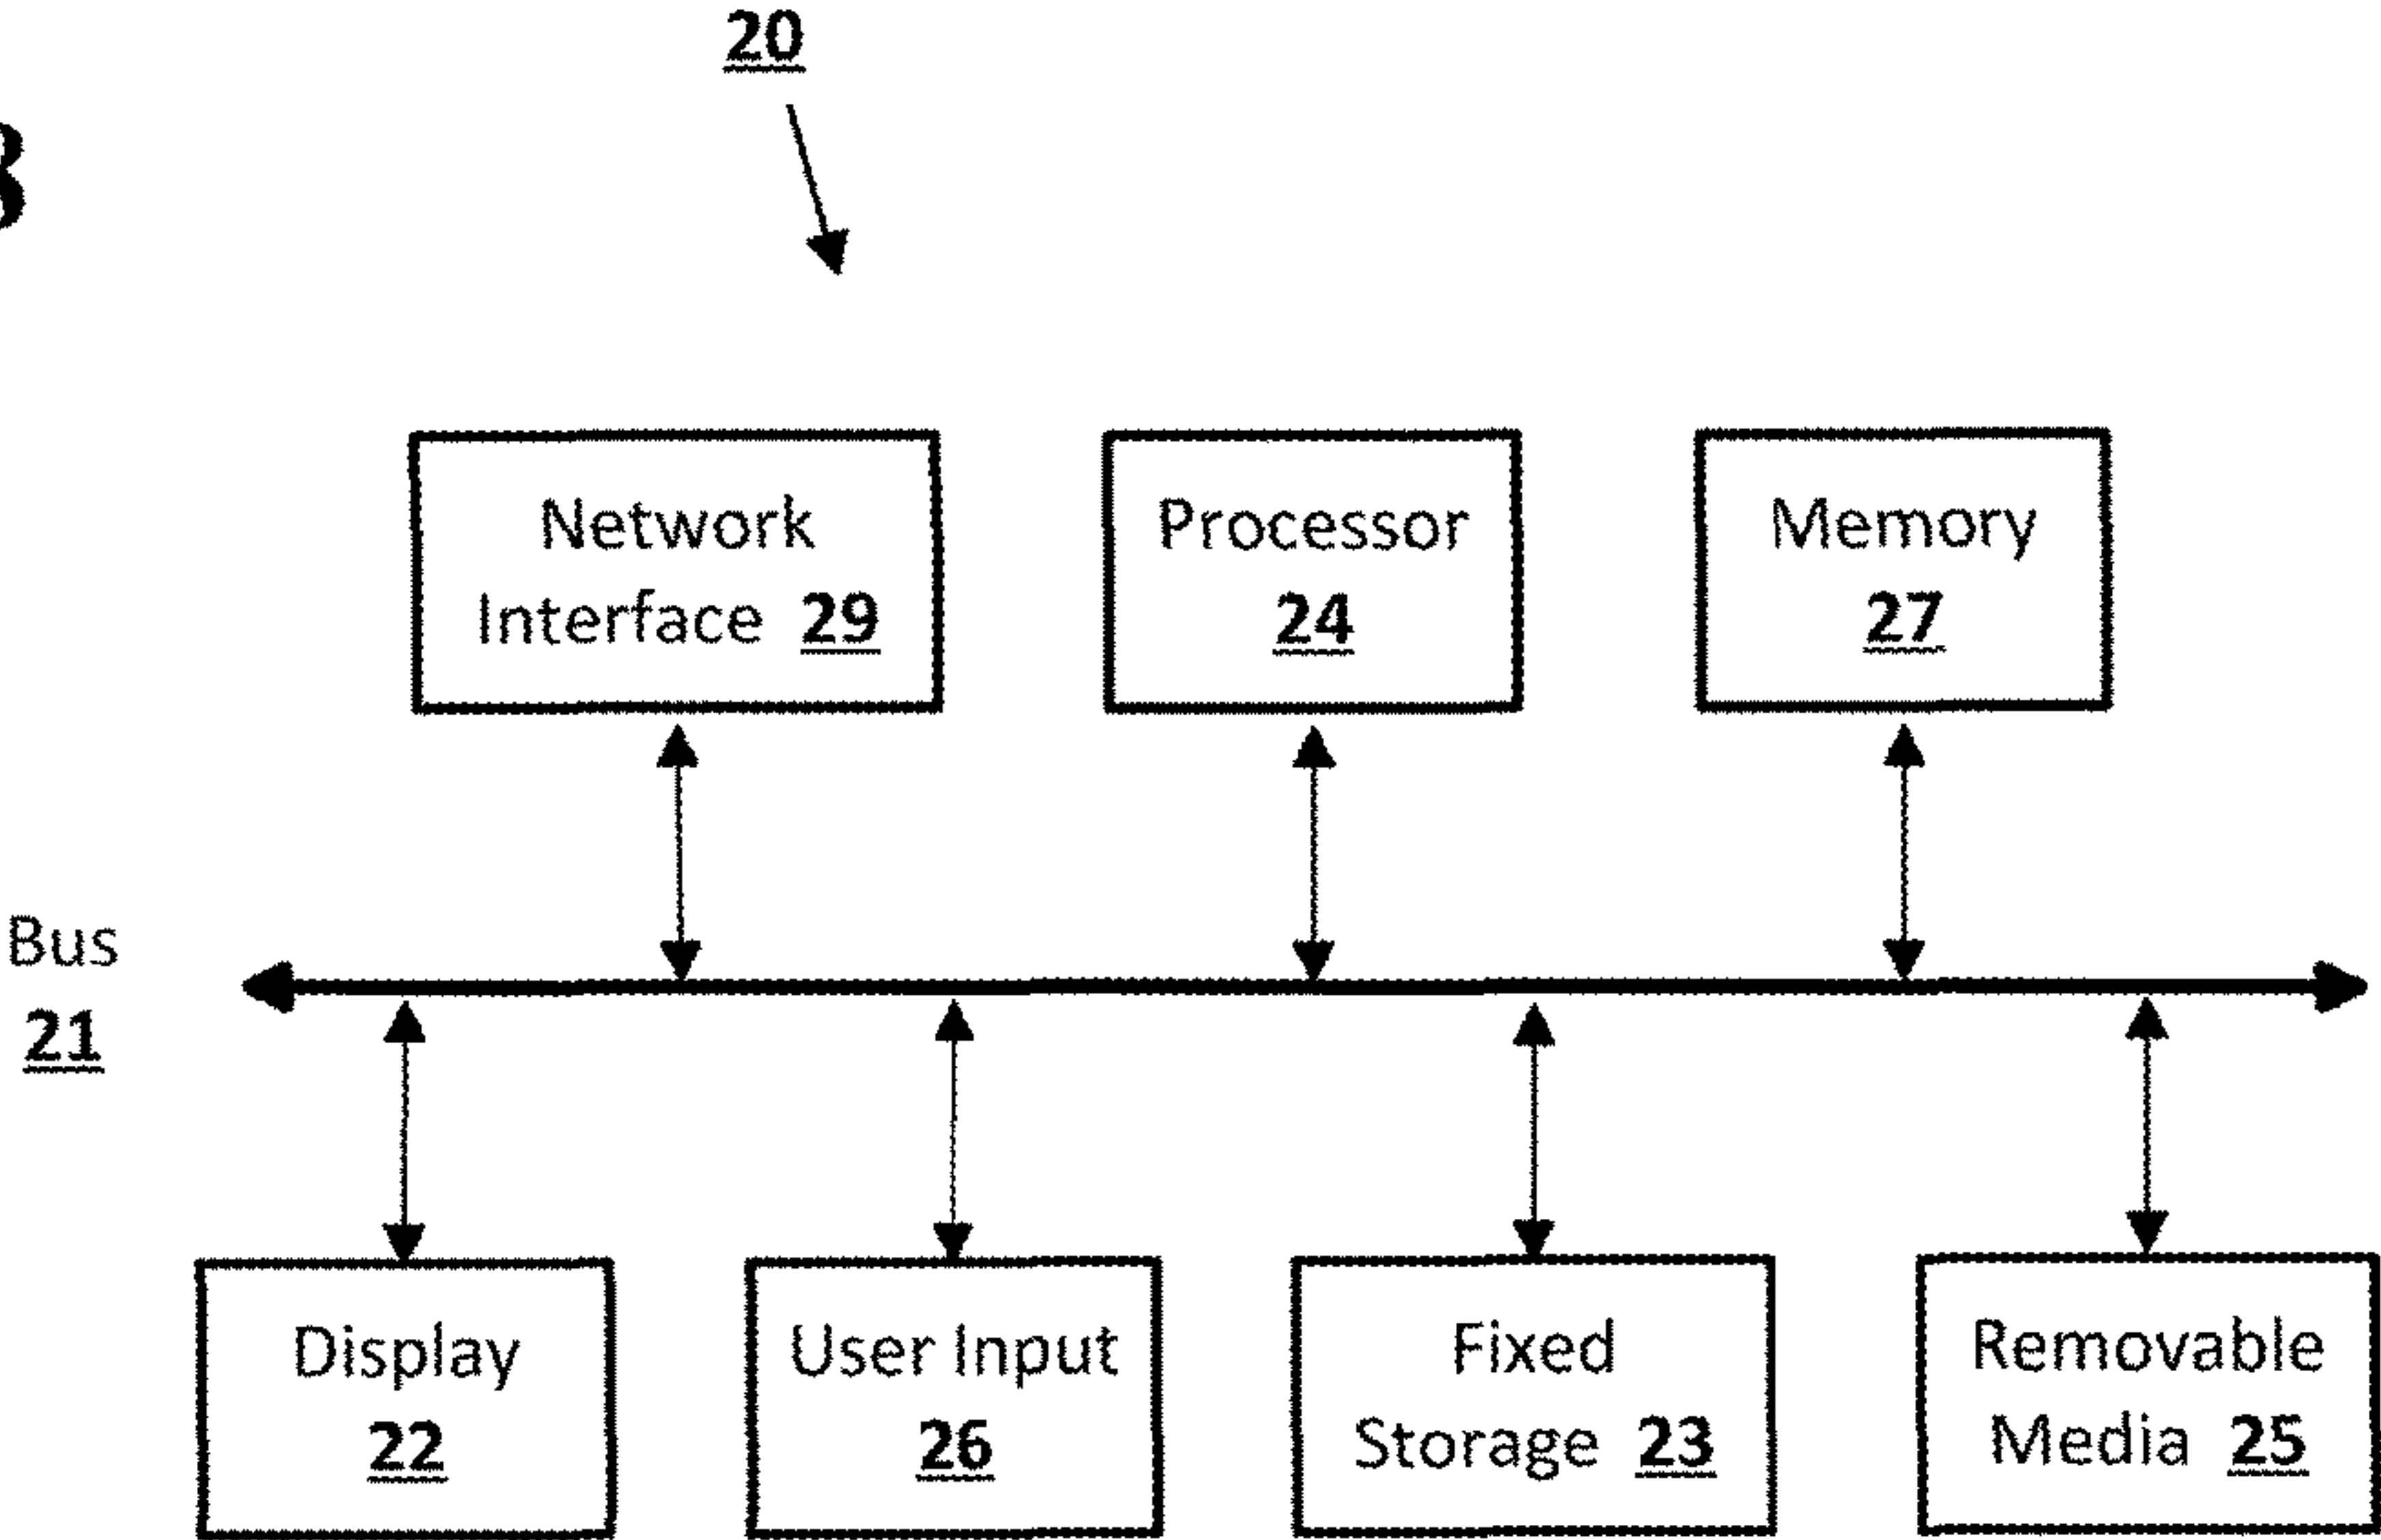 20
Network
Interface 29
Processor
24
Memory
27
Bus
21
Display
22
User Input
26
Fixed
Storage 23
Removable
Media 25